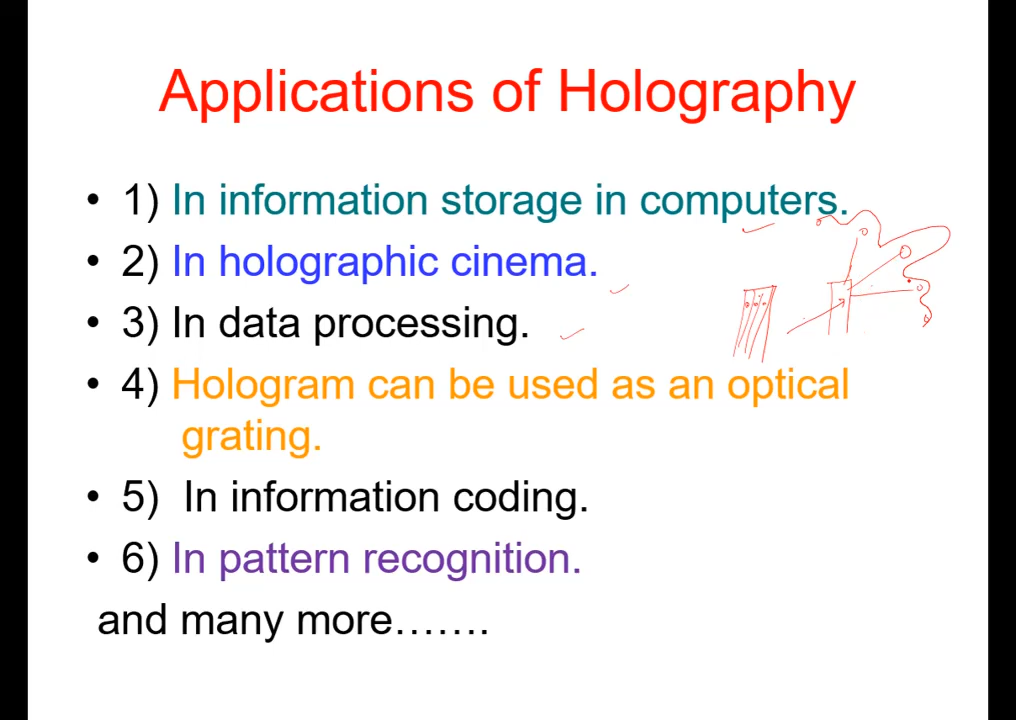 Applications of Holography
• 1) In information storage in computers.
• 2) In holographic cinema.
• 3) In data processing.
• 4) Hologram can be used as an optical
grating.
• 5) In information coding.
• 6) In pattern recognition.
and many more…….